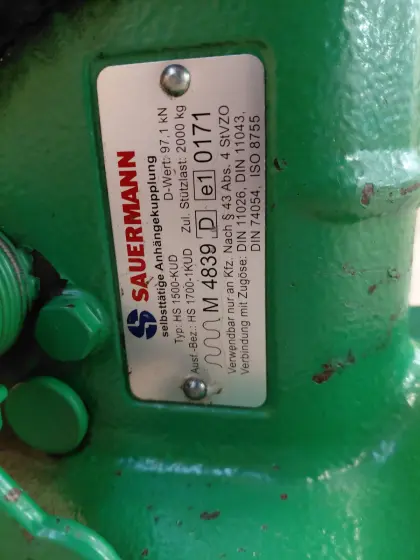 SAUERMANN
selbsttätige Anhängekupplung
Typ: HS 1500-KUD D-Wert: 97,1 kN
Ausf.-Bez.: HS 1700-1KUD Zul. Stützlast: 2000 kg
M 4839 D e1 0171
Verwendbar nur an Kfz. Nach § 43 Abs. 4 StVZO
Verbindung mit Zugöse: DIN 11026, DIN 11043,
DIN 74054, ISO 8755